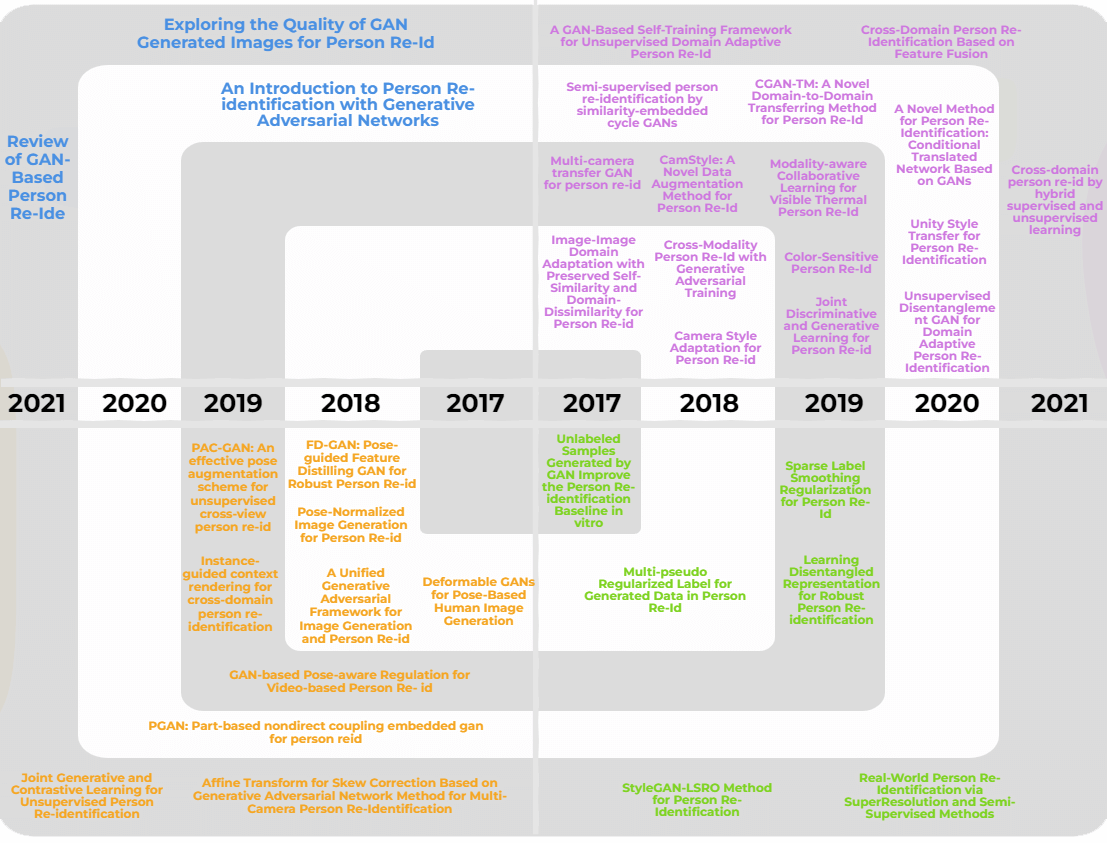 Exploring the Quality of GAN
Generated Images for Person Re-Id
An Introduction to Person Re-
identification with Generative
Adversarial Networks
Review
of GAN-
Based
Person
Re-Ide
A GAN-Based Self-Training Framework
for Unsupervised Domain Adaptive
Person Re-Id
Cross-Domain Person Re-
Identification Based on
Feature Fusion
Semi-supervised person
re-identification by
similarity-embedded
cycle GANs
CGAN-TM: A Novel
Domain-to-Domain
Transferring Method
for Person Re-Id
A Novel Method
for Person Re-
Identification:
Conditional
Translated
Network Based
on GANs
Multi-camera
transfer GAN
for person re-id
CamStyle: A
Novel Data
Augmentation
Method for
Person Re-Id
Modality-aware
Collaborative
Learning for
Visible Thermal
Person Re-Id
Cross-domain
person re-id by
hybrid
supervised and
unsupervised
learning
Image-Image
Domain
Adaptation with
Preserved Self-
Similarity and
Domain-
Dissimilarity for
Person Re-id
Cross-Modality
Person Re-Id with
Generative
Adversarial
Training
Camera Style
Adaptation for
Person Re-id
Color-Sensitive
Person Re-Id
Joint
Discriminative
and Generative
Learning for
Person Re-id
Unity Style
Transfer for
Person Re-
Identification
Unsupervised
Disentangleme
nt GAN for
Domain
Adaptive
Person Re-
Identification
2021 2020 2019 2018 2017 2017 2018 2019 2020 2021
PAC-GAN: An
effective pose
augmentation
scheme for
unsupervised
cross-view
person re-id
Instance-
guided context
rendering for
cross-domain
person re-
identification
FD-GAN: Pose-
guided Feature
Distilling GAN for
Robust Person Re-id
Pose-Normalized
Image Generation
for Person Re-id
A Unified
Generative
Adversarial
Framework for
Image Generation
and Person Re-id
Deformable GANs
for Pose-Based
Human Image
Generation
GAN-based Pose-aware Regulation for
Video-based Person Re- id
PGAN: Part-based nondirect coupling embedded gan
for person reid
Joint Generative and
Contrastive Learning for
Unsupervised Person
Re-identification
Affine Transform for Skew Correction Based on
Generative Adversarial Network Method for Multi-
Camera Person Re-Identification
Unlabeled
Samples
Generated by
GAN Improve
the Person Re-
identification
Baseline in
vitro
Multi-pseudo
Regularized Label for
Generated Data in Person
Re-Id
Sparse Label
Smoothing
Regularization
for Person Re-
Id
Learning
Disentangled
Representation
for Robust
Person Re-
identification
StyleGAN-LSRO Method
for Person Re-
Identification
Real-World Person Re-
Identification via
SuperResolution and Semi-
Supervised Methods